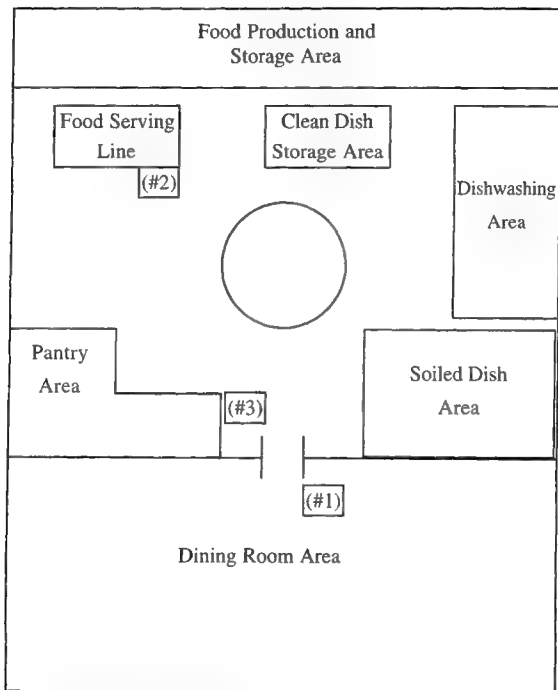 Food Production and
Storage Area
Food Serving
Line
(#2)
Clean Dish
Storage Area
Dishwashing
Area
Pantry
Area
(#3)
Soiled Dish
Area
(#1)
Dining Room Area